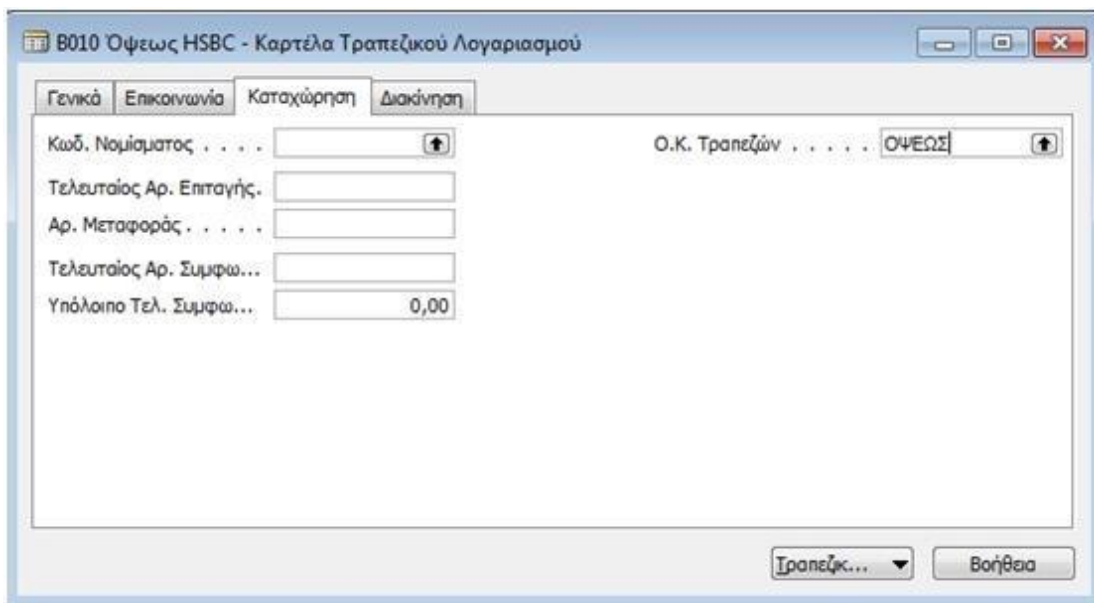 B010 Όψεως HSBC - Καρτέλα Τραπεζικού Λογαριασμού
Γενικά Επικοινωνία Καταχώρηση Διακίνηση
Κωδ. Νομίσματος . . . . Ο.Κ. Τραπεζών . . . . . ΟΨΕΩΣ
Τελευταίος Αρ. Επιταγής.
Αρ. Μεταφοράς . . . . .
Τελευταίος Αρ. Συμφω...
Υπόλοιπο Τελ. Συμφω... 0,00
Τραπεζικ... Βοήθεια